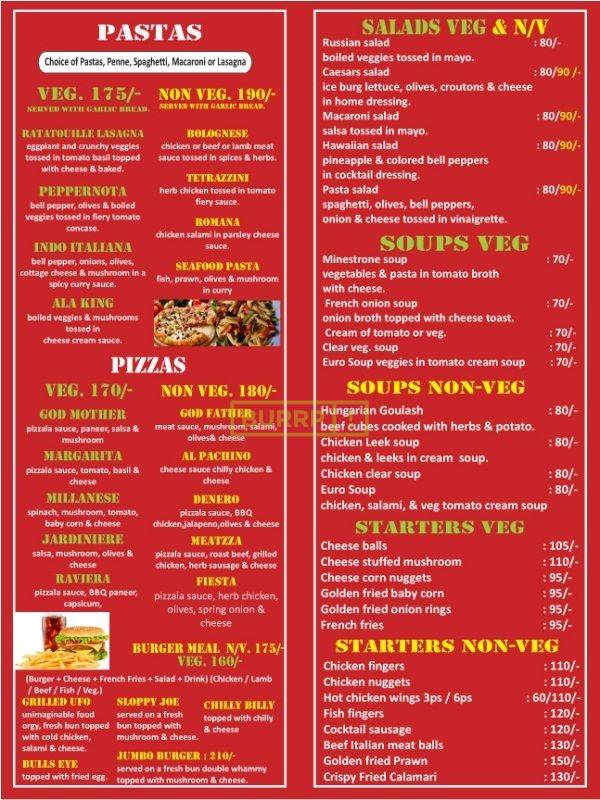 PASTAS
Choice of Pastas, Penne, Spaghetti, Macaroni or Lasagna
VEG. 175/-
SERVED WITH GARLIC BREAD.
RATATOUILLE LASAGNA
eggplant and crunchy veggies
tossed in tomato basil topped
with cheese & baked.
PEPPERNOTA
bell pepper, olives & boiled
veggies tossed in fiery tomato
concase.
INDO ITALIANA
bell pepper, onions, olives,
cottage cheese & mushroom in a
spicy curry sauce.
ALA KING
boiled veggies & mushrooms
tossed in
cheese cream sauce.
NON VEG. 190/-
SERVED WITH GARLIC BREAD.
BOLOGNESE
chicken or beef or lamb meat
sauce tossed in spices & herbs.
TETRAZZINI
herb chicken tossed in tomato
fiery sauce.
ROMANA
chicken salami in parsley cheese
sauce.
SEAFOOD PASTA
fish, prawn, olives & mushroom
in curry
PIZZAS
VEG. 170/-
GOD MOTHER
pizzala sauce, paneer, salsa &
mushroom
MARGARITA
pizzala sauce, tomato, basil &
cheese
MILLANESE
spinach, mushroom, tomato,
baby corn & cheese
JARDINIERE
salsa, mushroom, olives &
cheese
RAVIERA
pizzala sauce, BBQ paneer,
capsicum,
NON VEG. 180/-
GOD FATHER
meat sauce, mushroom, salami,
olives& cheese
AL PACHINO
cheese sauce chilly chicken &
cheese
DENERO
pizzala sauce, BBQ
chicken,jalapeno,olives & cheese
MEATZZA
pizzala sauce, roast beef, grilled
chicken, herb sausage & cheese
FIESTA
pizzala sauce, herb chicken,
olives, spring onion &
cheese
BURGER MEAL N/V. 175/-
VEG. 160/-
(Burger + Cheese + French Fries + Salad + Drink) (Chicken / Lamb
/ Beef / Fish / Veg.)
GRILLED UFO
unimaginable food
orgy, fresh bun topped
with cold chicken,
salami & cheese.
BULLS EYE
topped with fried egg.
SLOPPY JOE
served on a fresh
bun topped with
mushroom & cheese.
CHILLY BILLY
topped with chilly
& cheese
JUMBO BURGER : 210/-
served on a fresh bun double whammy
topped with mushroom & cheese.
SALADS VEG & N/V
Russian salad : 80/-
boiled veggies tossed in mayo.
Caesars salad : 80/90 /-
ice burg lettuce, olives, croutons & cheese
in home dressing.
Macaroni salad : 80/90/-
salsa tossed in mayo.
Hawaiian salad : 80/90/-
pineapple & colored bell peppers
in cocktail dressing.
Pasta salad : 80/90/-
spaghetti, olives, bell peppers,
onion & cheese tossed in vinaigrette.
SOUPS VEG
Minestrone soup : 70/-
vegetables & pasta in tomato broth
with cheese.
French onion soup : 70/-
onion broth topped with cheese toast.
Cream of tomato or veg. : 70/-
Clear veg. soup : 70/-
Euro Soup veggies in tomato cream soup : 70/-
SOUPS NON-VEG
Hungarian Goulash : 80/-
beef cubes cooked with herbs & potato.
Chicken Leek soup : 80/-
chicken & leeks in cream soup.
Chicken clear soup : 80/-
Euro Soup : 80/-
chicken, salami, & veg tomato cream soup
STARTERS VEG
Cheese balls : 105/-
Cheese stuffed mushroom : 110/-
Cheese corn nuggets : 95/-
Golden fried baby corn : 95/-
Golden fried onion rings : 95/-
French fries : 95/-
STARTERS NON-VEG
Chicken fingers : 110/-
Chicken nuggets : 110/-
Hot chicken wings 3ps / 6ps : 60/110/-
Fish fingers : 120/-
Cocktail sausage : 120/-
Beef Italian meat balls : 130/-
Golden fried Prawn : 150/-
Crispy Fried Calamari : 130/-